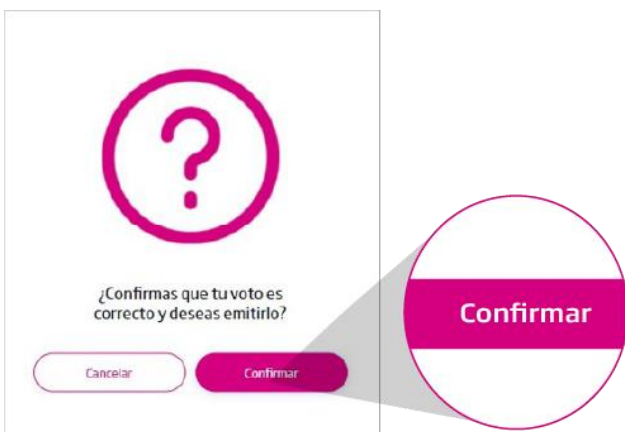 ?
¿Confirmas que tu voto es
correcto y deseas emitirlo?
Cancelar
Confirmar
Confirmar